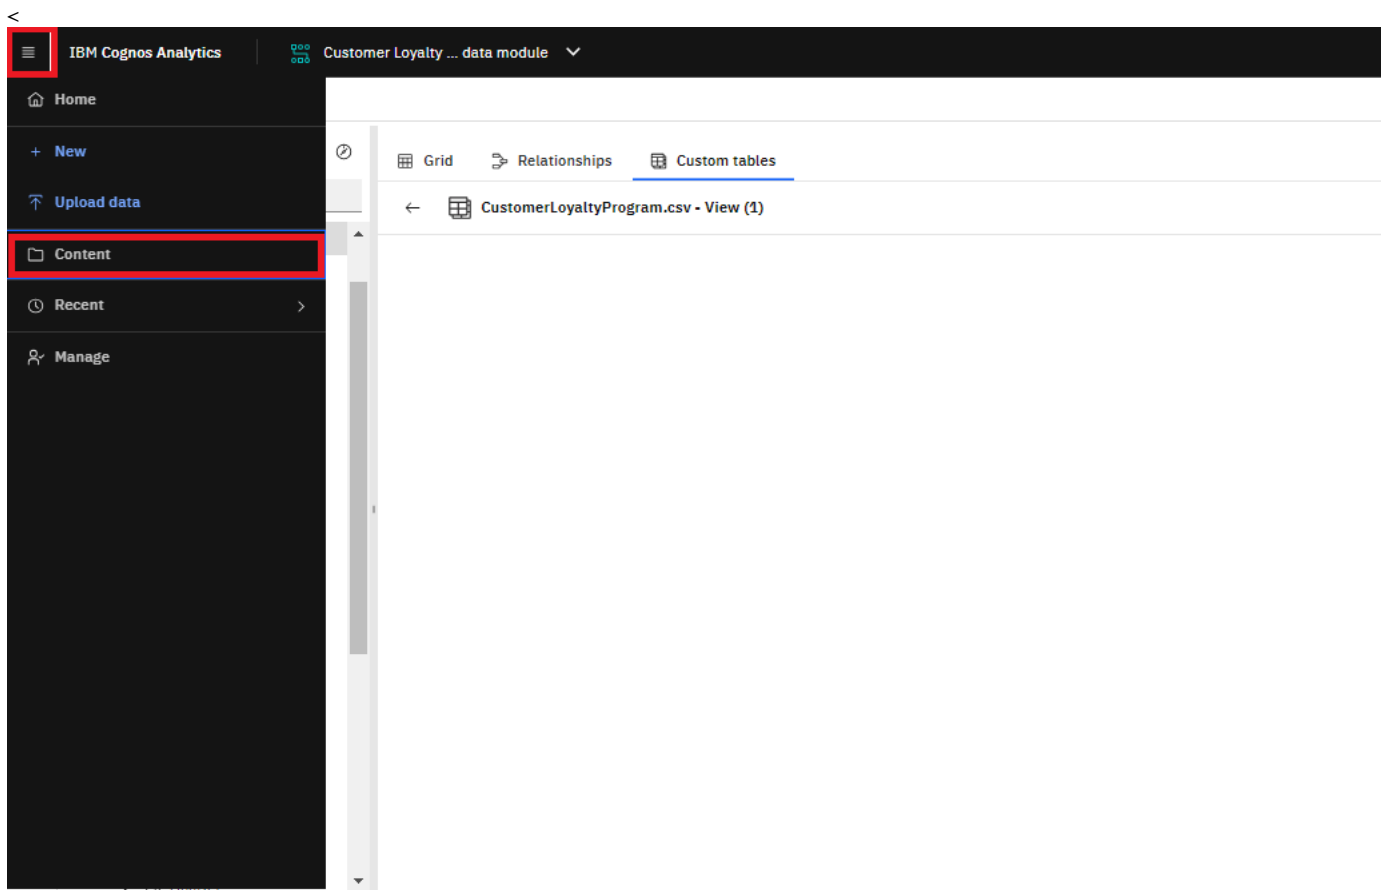 <
IBM Cognos Analytics Customer Loyalty ... data module
Home
New
Upload data
Content
Recent
Manage
Grid Relationships Custom tables
CustomerLoyaltyProgram.csv - View (1)